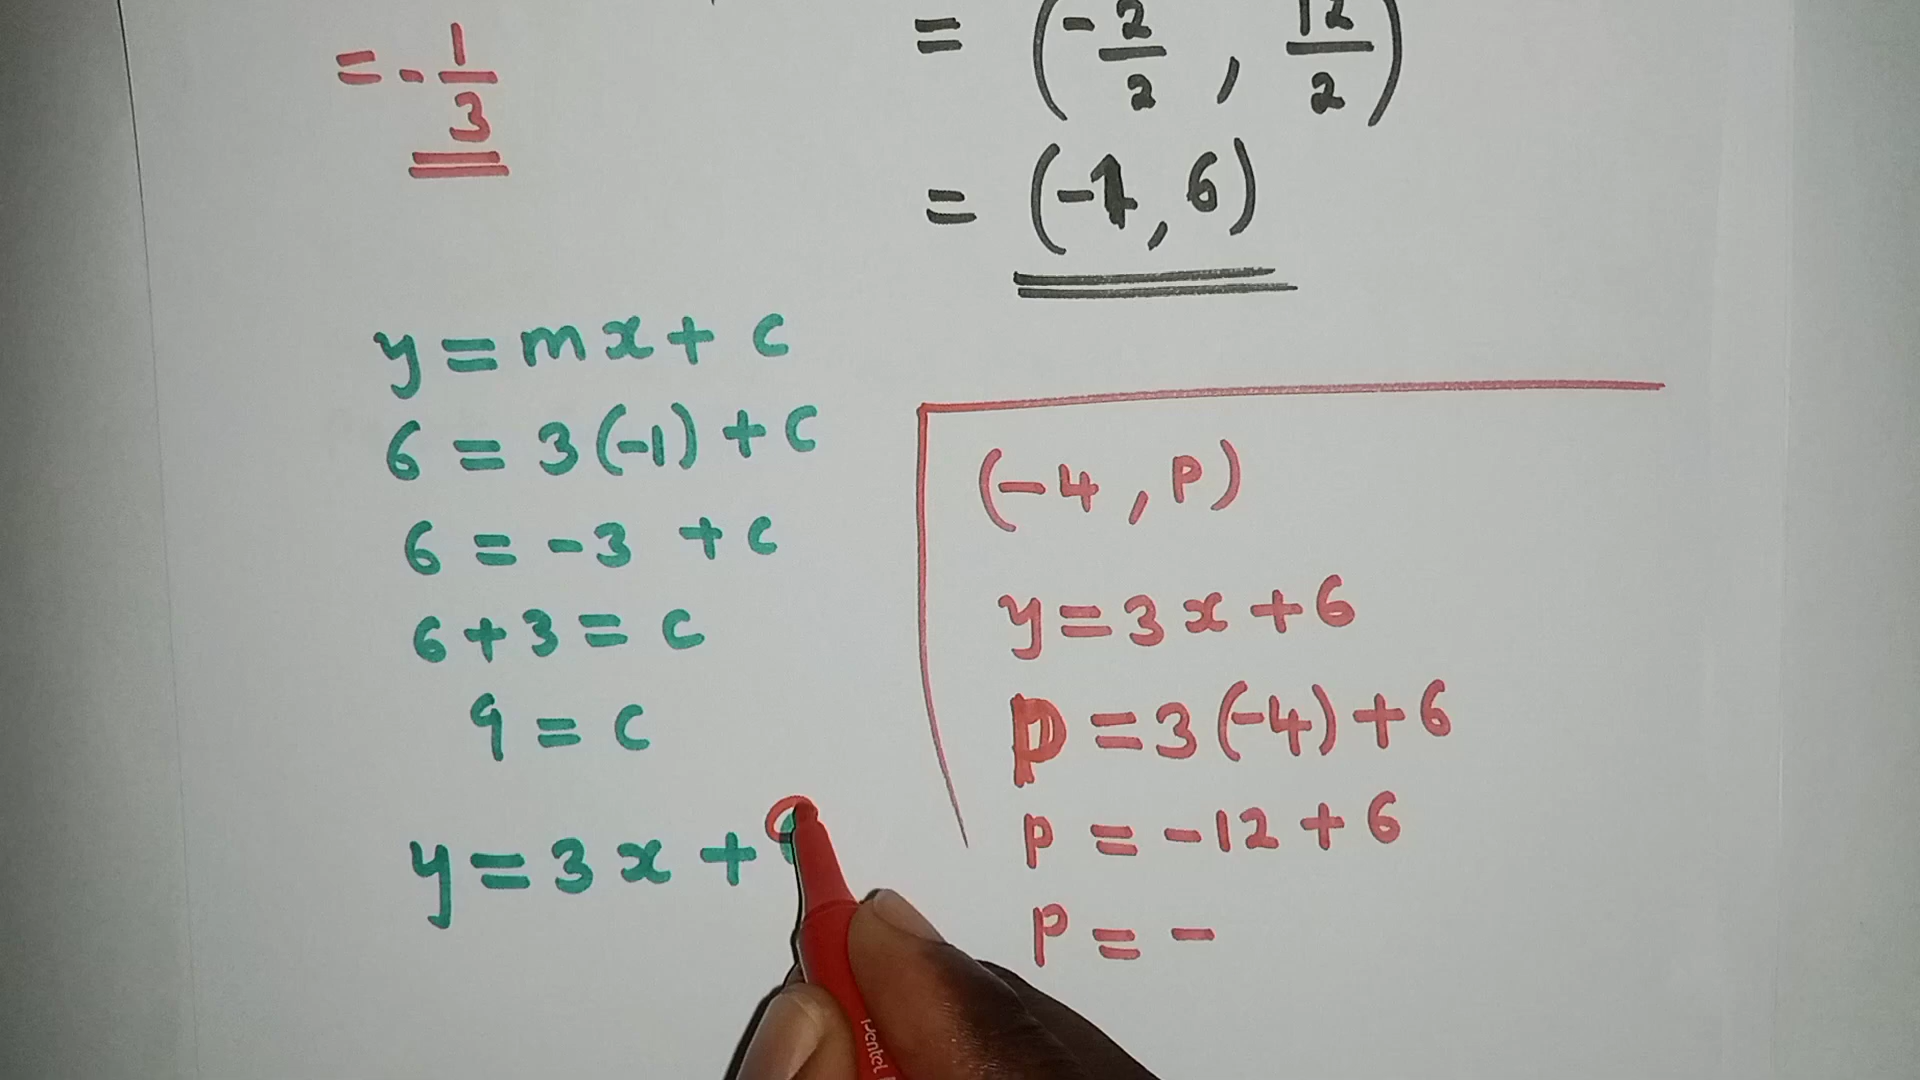 = -1/3
= (-2/2 , 12/2)
= (-1, 6)
y = mx + c
6 = 3(-1) + c
6 = -3 + c
6 + 3 = c
9 = c
y = 3x +
(-4, P)
y = 3x + 6
P = 3(-4) + 6
P = -12 + 6
P = -
Pentel